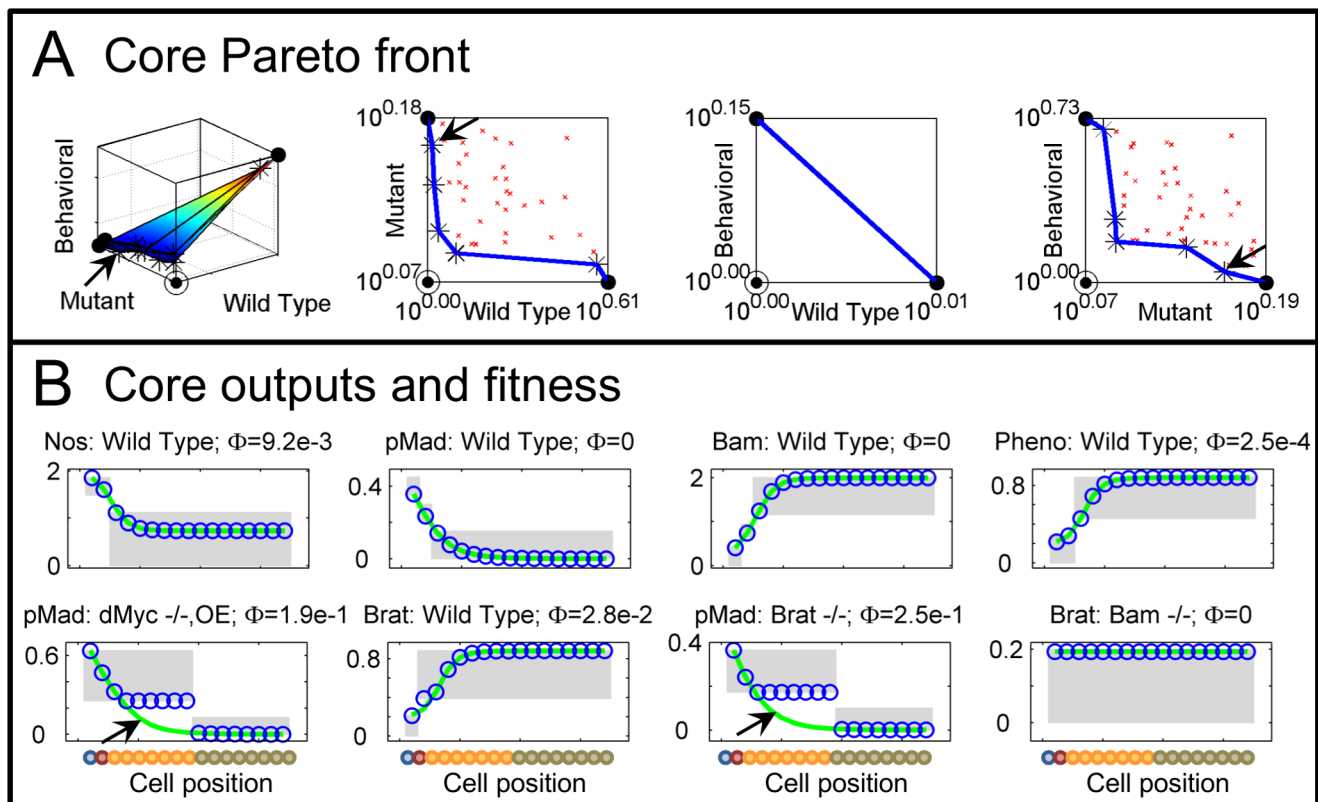 A Core Pareto front
Behavioral
Mutant
Wild Type
10^0.18
Mutant
10^0.07
10^0.00
Wild Type
10^0.61
10^0.15
Behavioral
10^0.00
10^0.00
Wild Type
10^0.01
10^0.73
Behavioral
10^0.00
10^0.07
Mutant
10^0.19
B Core outputs and fitness
Nos: Wild Type; Φ=9.2e-3
2
1
0
pMad: Wild Type; Φ=0
0.4
0
Bam: Wild Type; Φ=0
2
1
0
Pheno: Wild Type; Φ=2.5e-4
0.8
0
pMad: dMyc -/-,OE; Φ=1.9e-1
0.6
0
Cell position
Brat: Wild Type; Φ=2.8e-2
0.8
0
Cell position
pMad: Brat -/-; Φ=2.5e-1
0.4
0
Cell position
Brat: Bam -/-; Φ=0
0.2
0
Cell position